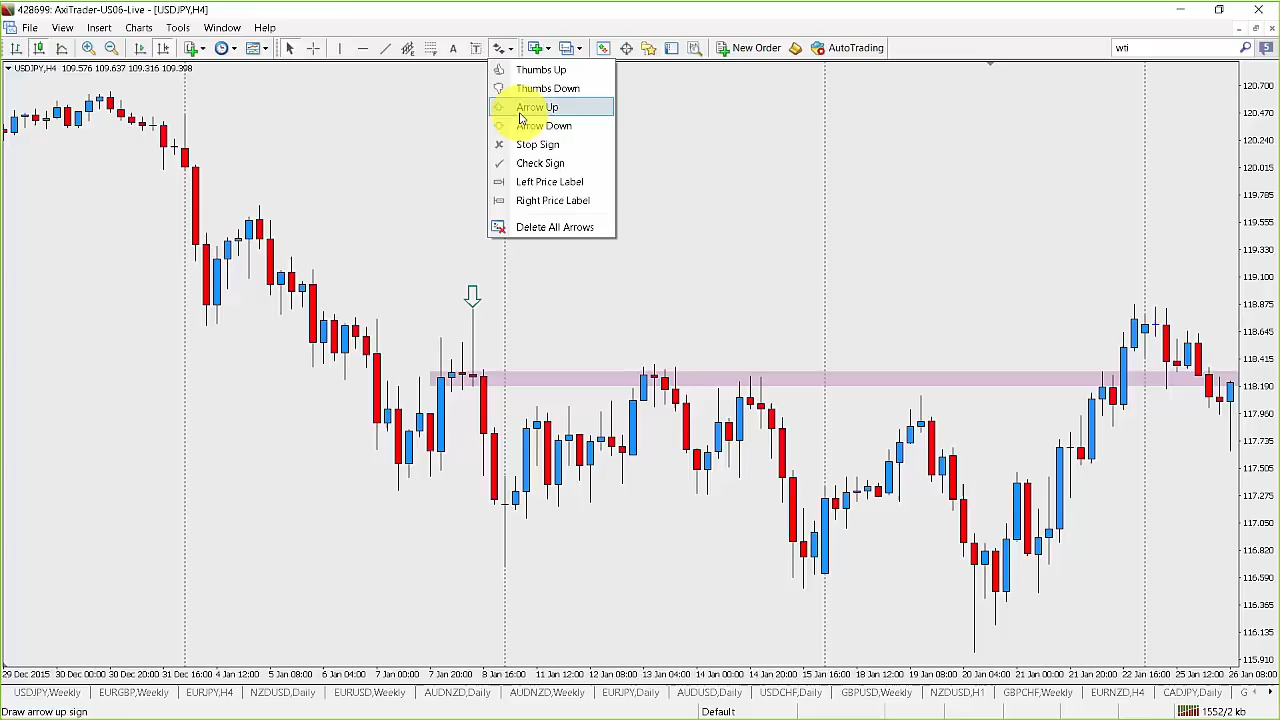 428699: AxiTrader-US06-Live - [USDJPY,H4]
File View Insert Charts Tools Window Help
A T New Order AutoTrading wti 5
USDJPY,H4 109.576 109.637 109.316 109.398
Thumbs Up
Thumbs Down
Arrow Up
Arrow Down
Stop Sign
Check Sign
Left Price Label
Right Price Label
Delete All Arrows
120.700
120.470
120.240
120.015
119.785
119.555
119.330
119.100
118.875
118.645
118.415
118.190
117.960
117.735
117.505
117.275
117.050
116.820
116.590
116.365
116.135
115.910
29 Dec 2015 30 Dec 00:00 30 Dec 20:00 31 Dec 16:00 4 Jan 12:00 5 Jan 08:00 6 Jan 04:00 7 Jan 00:00 7 Jan 20:00 8 Jan 16:00 11 Jan 12:00 12 Jan 08:00 13 Jan 04:00 14 Jan 00:00 14 Jan 20:00 15 Jan 16:00 18 Jan 12:00 19 Jan 08:00 20 Jan 04:00 21 Jan 00:00 21 Jan 20:00 22 Jan 16:00 25 Jan 12:00 26 Jan 08:00
USDJPY,Weekly EURGBP,Weekly EURJPY,H4 NZDUSD,Daily EURUSD,Weekly AUDNZD,Daily AUDNZD,Weekly EURJPY,Daily AUDUSD,Daily USDCHF,Daily GBPUSD,Weekly NZDUSD,H1 GBPCHF,Weekly EURNZD,H4 CADJPY,Daily G
Draw arrow up sign Default 1552/2 kb